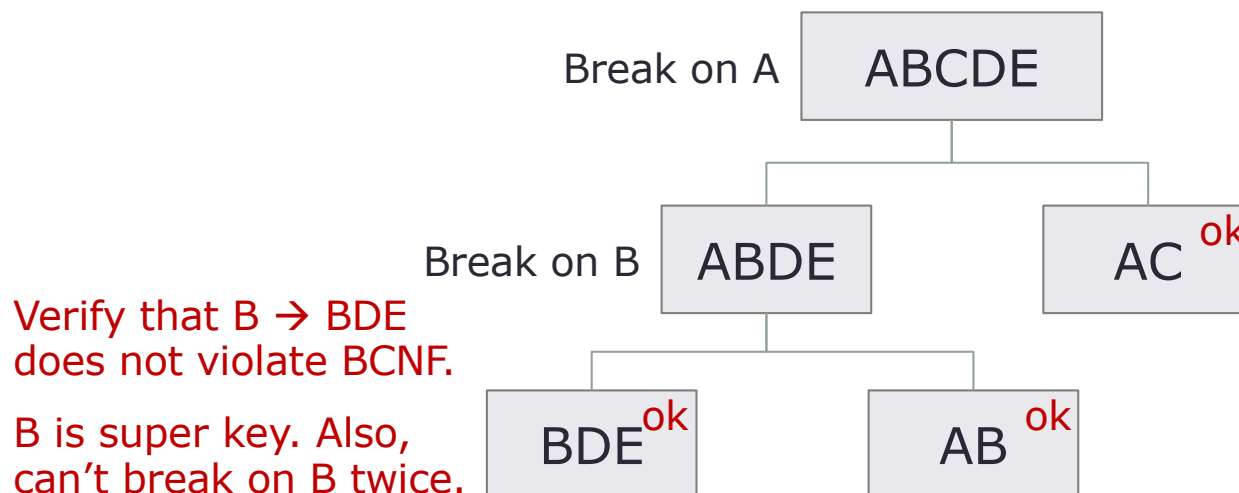 Break on A
ABCDE
Break on B
ABDE
AC
ok
Verify that B → BDE
does not violate BCNF.
B is super key. Also,
can't break on B twice.
BDE
ok
AB
ok